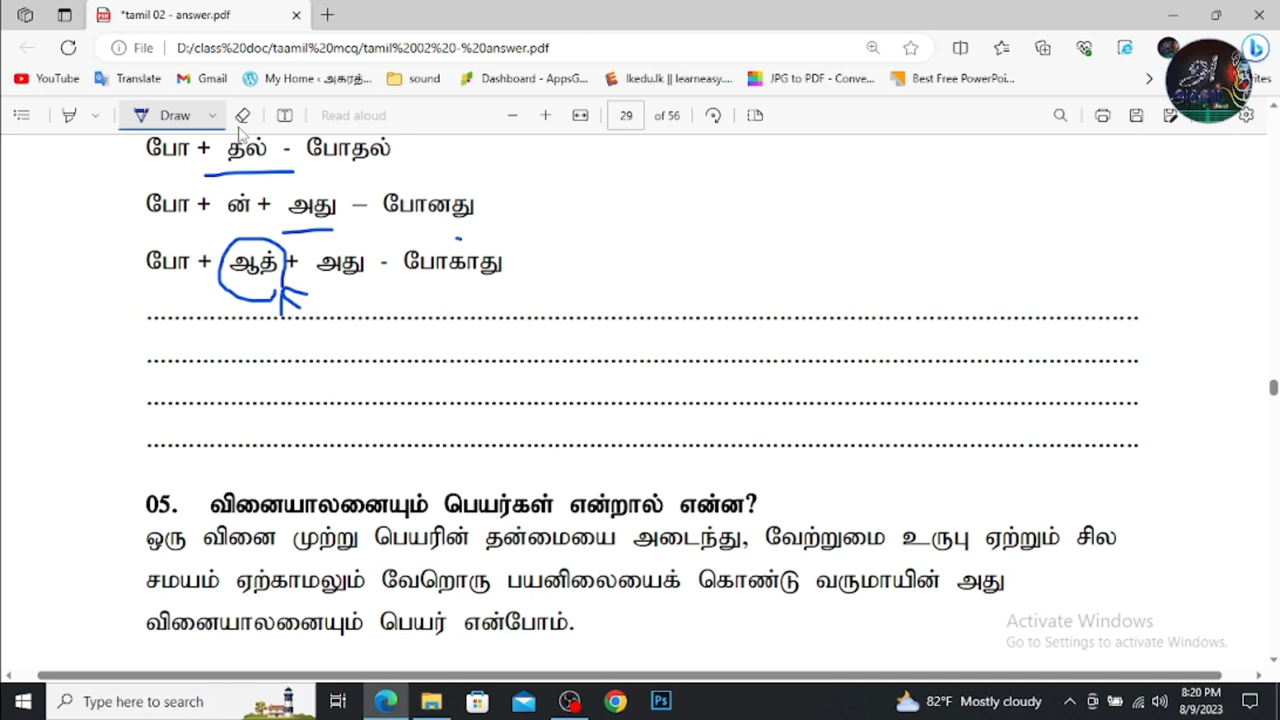 *tamil 02 - answer.pdf
File D:/class%20doc/taamil%20mcq/tamil%2002%20-%20answer.pdf
YouTube Translate Gmail My Home ‹ அகரத்... sound Dashboard - AppsG... Ikedu.lk || learneasy.... JPG to PDF - Conve... Best Free PowerPoi...
Draw Read aloud 29 of 56
போ + தல் - போதல்
போ + ன் + அது – போனது
போ + ஆத் + அது - போகாது
05. வினையாலனையும் பெயர்கள் என்றால் என்ன?
ஒரு வினை முற்று பெயரின் தன்மையை அடைந்து, வேற்றுமை உருபு ஏற்றும் சில
சமயம் ஏற்காமலும் வேறொரு பயனிலையைக் கொண்டு வருமாயின் அது
வினையாலனையும் பெயர் என்போம்.
Activate Windows
Go to Settings to activate Windows.
Type here to search 82°F Mostly cloudy 8:20 PM
8/9/2023